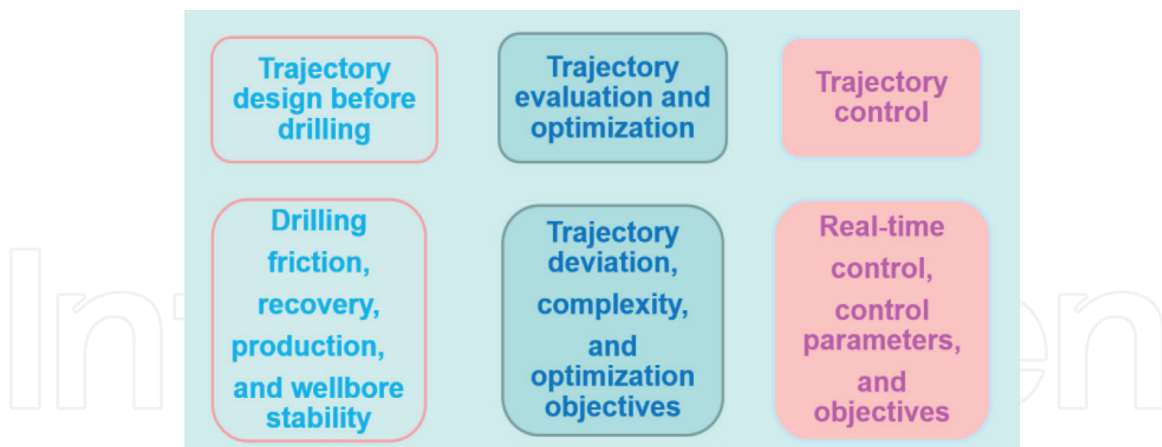 Trajectory
design before
drilling
Trajectory
evaluation and
optimization
Trajectory
control
Drilling
friction,
recovery,
production,
and wellbore
stability
Trajectory
deviation,
complexity,
and
optimization
objectives
Real-time
control,
control
parameters,
and
objectives